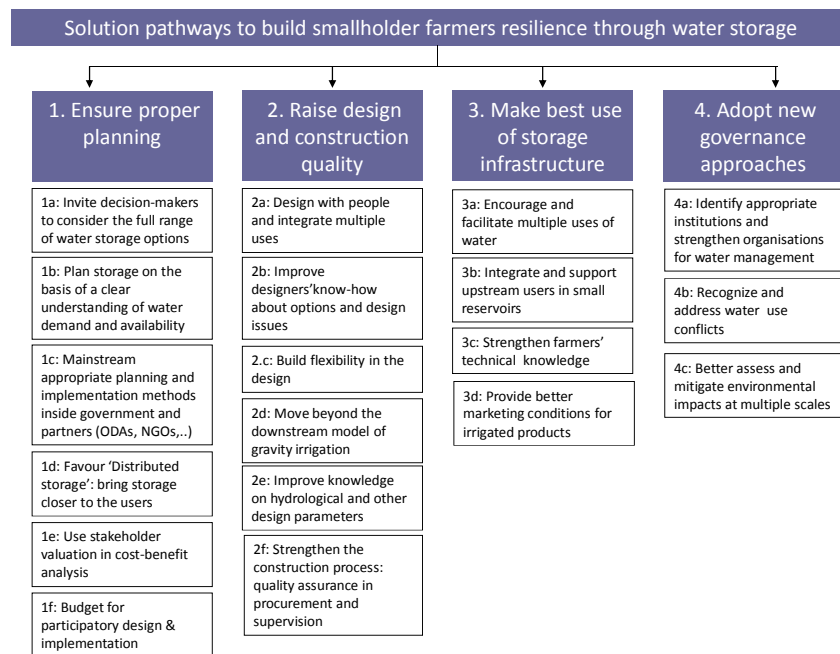 Solution pathways to build smallholder farmers resilience through water storage
1. Ensure proper
planning
1a: Invite decision-makers
to consider the full range
of water storage options
1b: Plan storage on the
basis of a clear
understanding of water
demand and availability
1c: Mainstream
appropriate planning and
implementation methods
inside government and
partners (ODAs, NGOs,..)
1d: Favour ‘Distributed
storage’: bring storage
closer to the users
1e: Use stakeholder
valuation in cost-benefit
analysis
1f: Budget for
participatory design &
implementation
2. Raise design
and construction
quality
2a: Design with people
and integrate multiple
uses
2b: Improve
designers’know-how
about options and design
issues
2.c: Build flexibility in the
design
2d: Move beyond the
downstream model of
gravity irrigation
2e: Improve knowledge
on hydrological and other
design parameters
2f: Strengthen the
construction process:
quality assurance in
procurement and
supervision
3. Make best use
of storage
infrastructure
3a: Encourage and
facilitate multiple uses of
water
3b: Integrate and support
upstream users in small
reservoirs
3c: Strengthen farmers’
technical knowledge
3d: Provide better
marketing conditions for
irrigated products
4. Adopt new
governance
approaches
4a: Identify appropriate
institutions and
strengthen organisations
for water management
4b: Recognize and
address water use
conflicts
4c: Better assess and
mitigate environmental
impacts at multiple scales